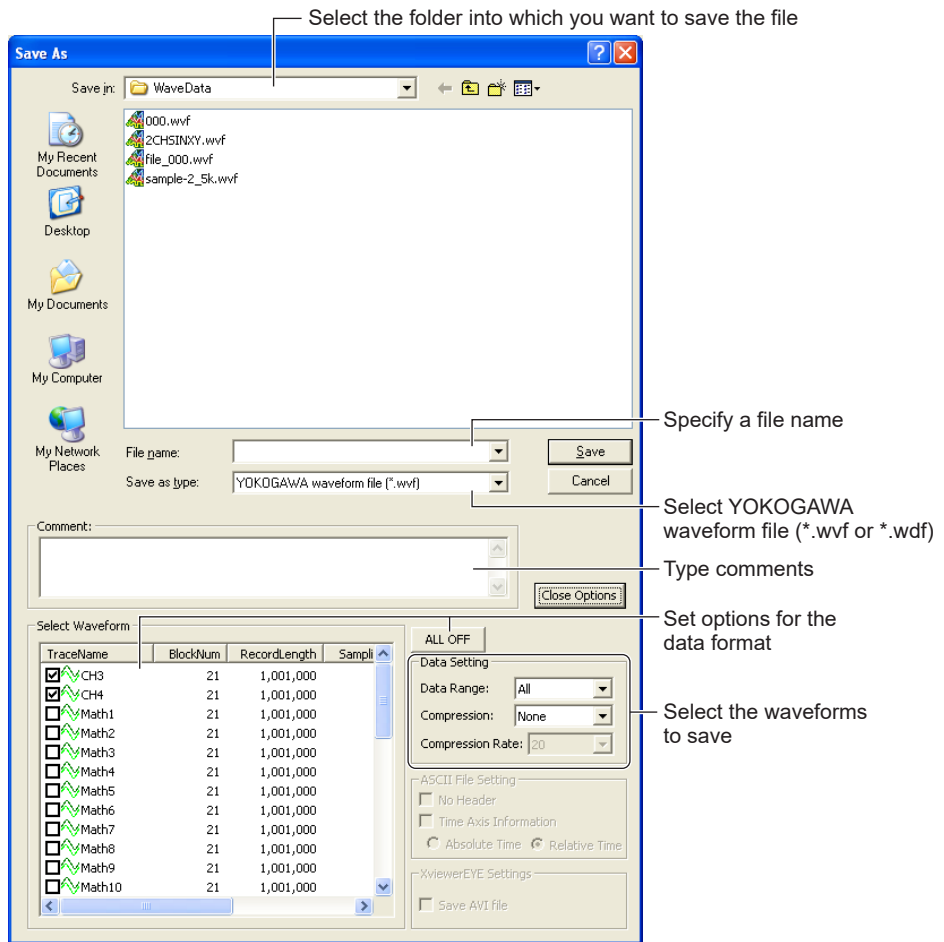 Select the folder into which you want to save the file
Save As
Save in:
WaveData
000.wvf
2CHSINXY.wvf
file_000.wvf
sample-2_5k.wvf
My Recent
Documents
Desktop
My Documents
My Computer
My Network
Places
Specify a file name
File name:
Save
Save as type:
YOKOGAWA waveform file (*.wvf)
Cancel
Select YOKOGAWA
waveform file (*.wvf or *.wdf)
Comment:
Type comments
Close Options
Set options for the
data format
Select Waveform
ALL OFF
TraceName BlockNum RecordLength Sampli
CH3 21 1,001,000
CH4 21 1,001,000
Math1 21 1,001,000
Math2 21 1,001,000
Math3 21 1,001,000
Math4 21 1,001,000
Math5 21 1,001,000
Math6 21 1,001,000
Math7 21 1,001,000
Math8 21 1,001,000
Math9 21 1,001,000
Math10 21 1,001,000
Data Setting
Data Range: All
Compression: None
Compression Rate: 20
Select the waveforms
to save
ASCII File Setting
No Header
Time Axis Information
Absolute Time Relative Time
XviewerEYE Settings
Save AVI file